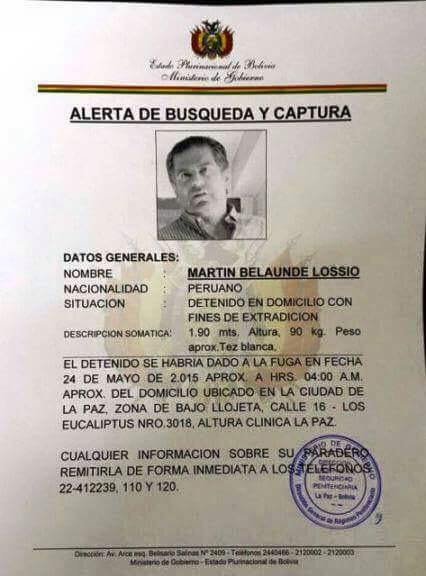 Estado Plurinacional de Bolivia
Ministerio de Gobierno
ALERTA DE BUSQUEDA Y CAPTURA
DATOS GENERALES:
NOMBRE : MARTIN BELAUNDE LOSSIO
NACIONALIDAD : PERUANO
SITUACION : DETENIDO EN DOMICILIO CON
FINES DE EXTRADICION
DESCRIPCION SOMATICA: 1.90 mts. Altura, 90 kg. Peso
aprox.Tez blanca.
EL DETENIDO SE HABRIA DADO A LA FUGA EN FECHA
24 DE MAYO DE 2.015 APROX. A HRS. 04:00 A.M.
APROX. DEL DOMICILIO UBICADO EN LA CIUDAD DE
LA PAZ, ZONA DE BAJO LLOJETA, CALLE 16 - LOS
EUCALIPTUS NRO.3018, ALTURA CLINICA LA PAZ.
CUALQUIER INFORMACION SOBRE SU PARADERO
REMITIRLA DE FORMA INMEDIATA A LOS TELEFONOS
22-412239, 110 Y 120.
MINISTERIO DE GOBIERNO
DIRECCION
SEGURIDAD
PENITENCIARIA
La Paz - Bolivia
Dirección General de Régimen Penitenciario
Dirección: Av. Arce esq. Belisario Salinas Nº 2409 - Teléfonos 2440466 - 2120002 - 2120003
Ministerio de Gobierno - Estado Plurinacional de Bolivia